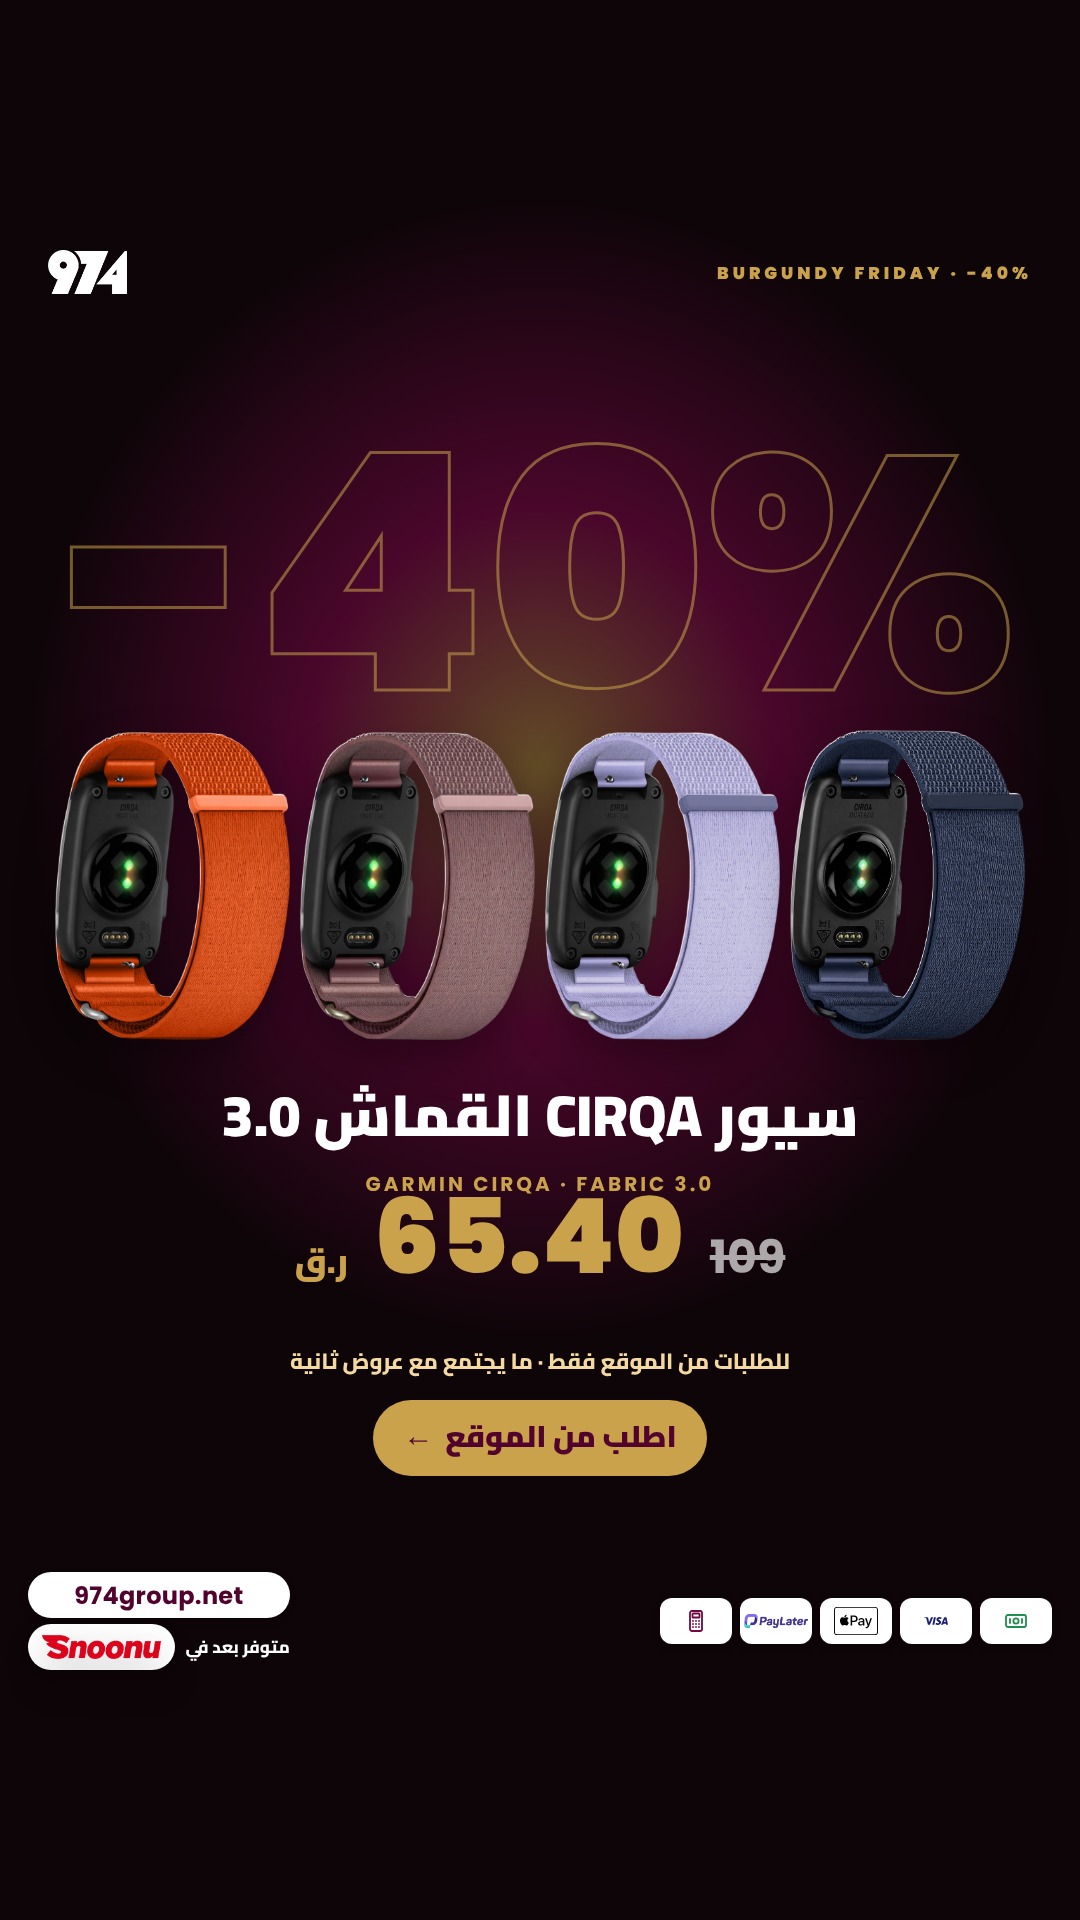 974
BURGUNDY FRIDAY · -40%
-40%
سيور CIRQA القماش 3.0
GARMIN CIRQA · FABRIC 3.0
109 65.40 ر.ق
للطلبات من الموقع فقط · ما يجتمع مع عروض ثانية
اطلب من الموقع ←
974group.net
متوفر بعد في Snoonu
PayLater
Pay
VISA